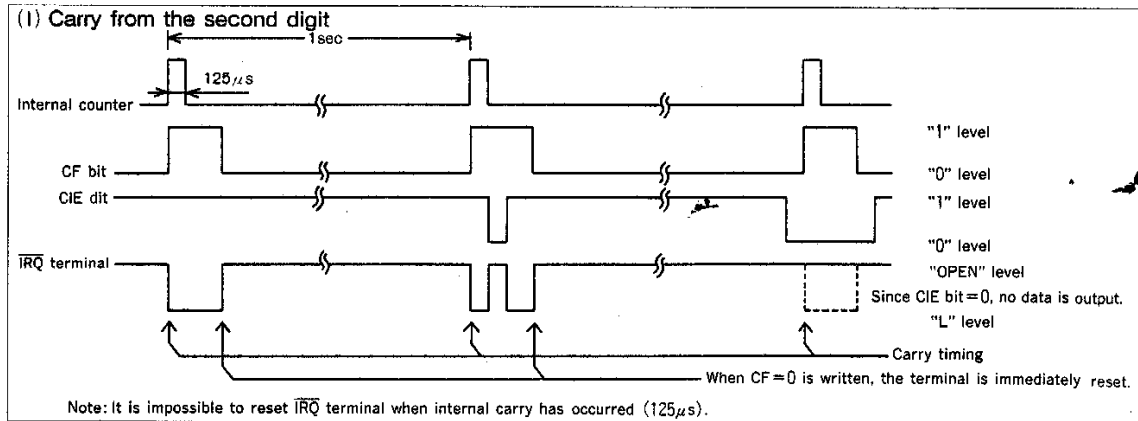 (1) Carry from the second digit
1sec
125μs
Internal counter
"1" level
CF bit
"0" level
CIE dit
"1" level
"0" level
IRQ terminal
"OPEN" level
Since CIE bit=0, no data is output.
"L" level
Carry timing
When CF=0 is written, the terminal is immediately reset.
Note: It is impossible to reset IRQ terminal when internal carry has occurred (125μs).